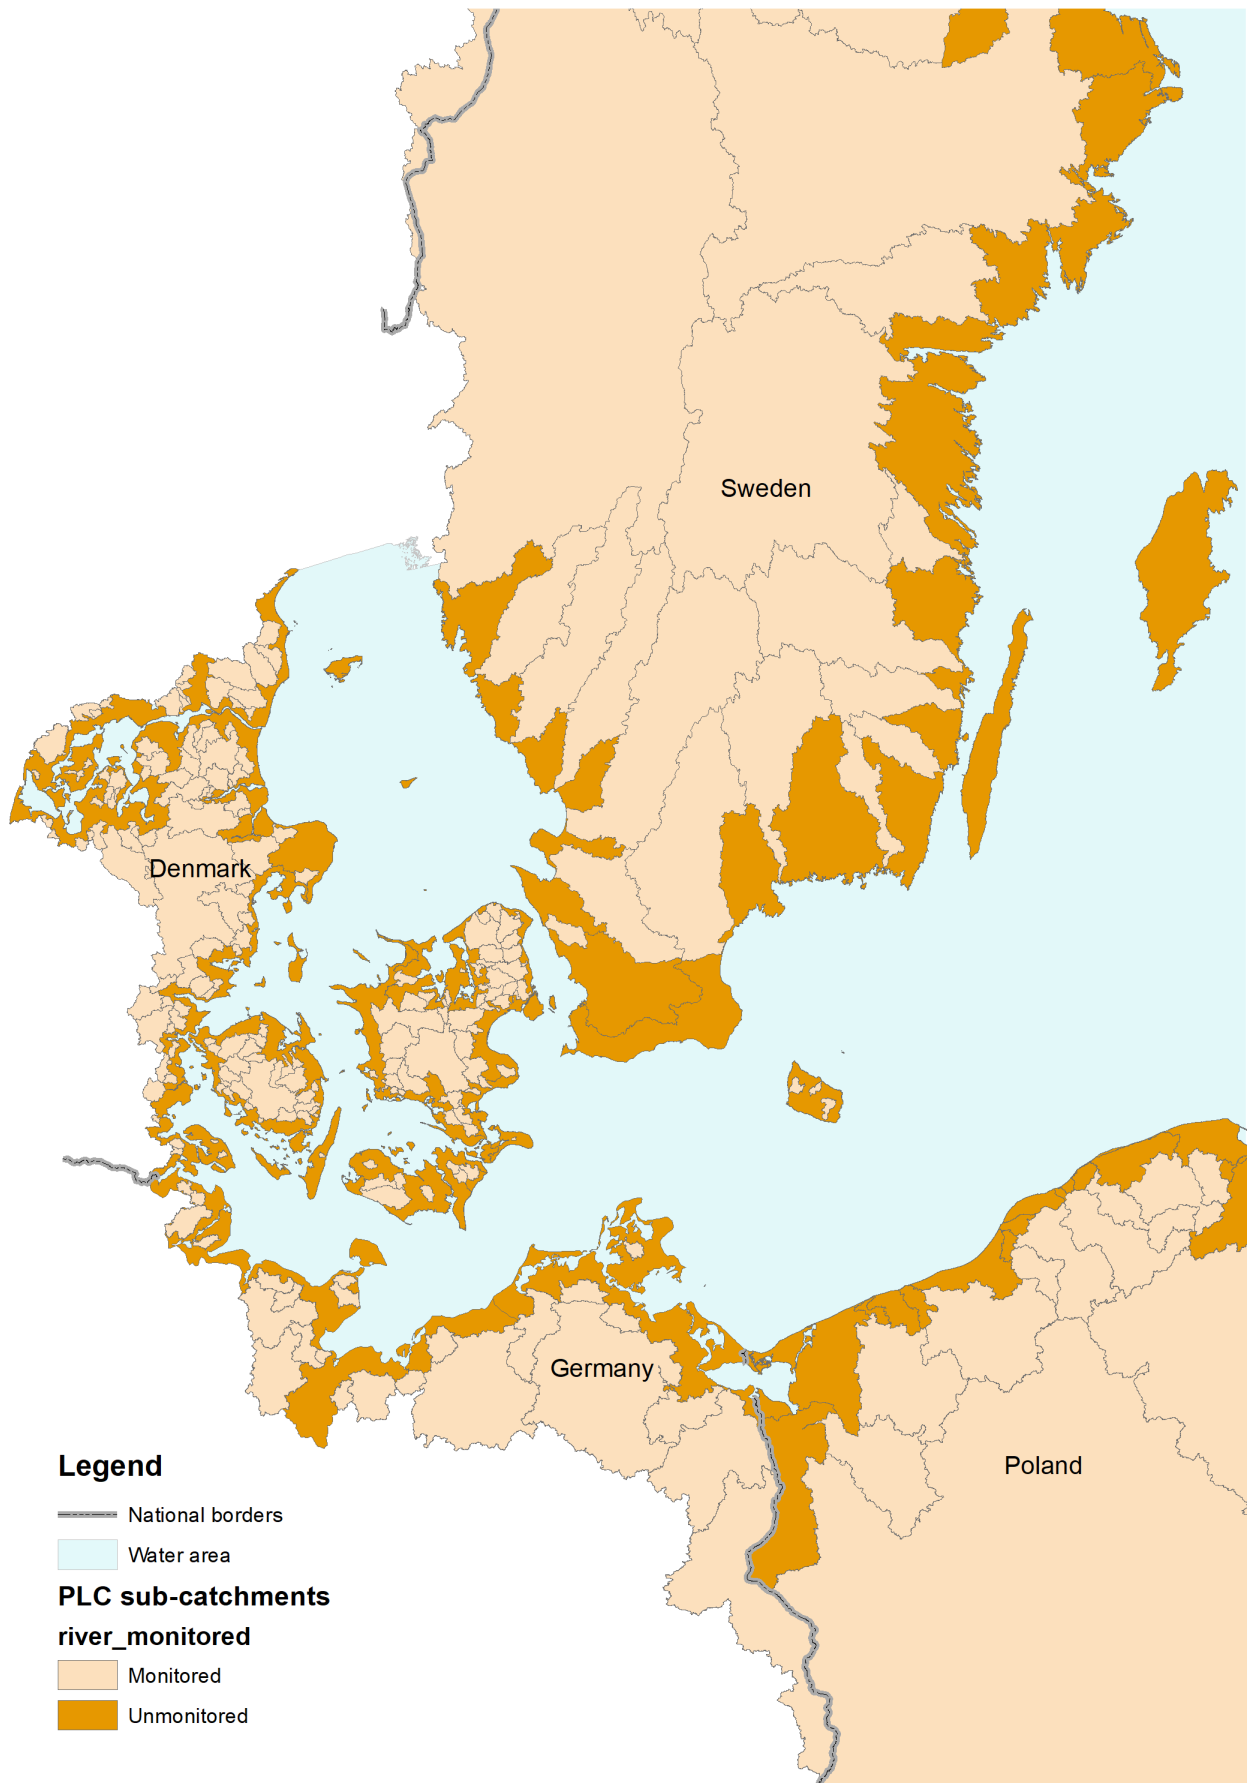 Sweden
Denmark
Germany
Poland
Legend
National borders
Water area
PLC sub-catchments
river_monitored
Monitored
Unmonitored